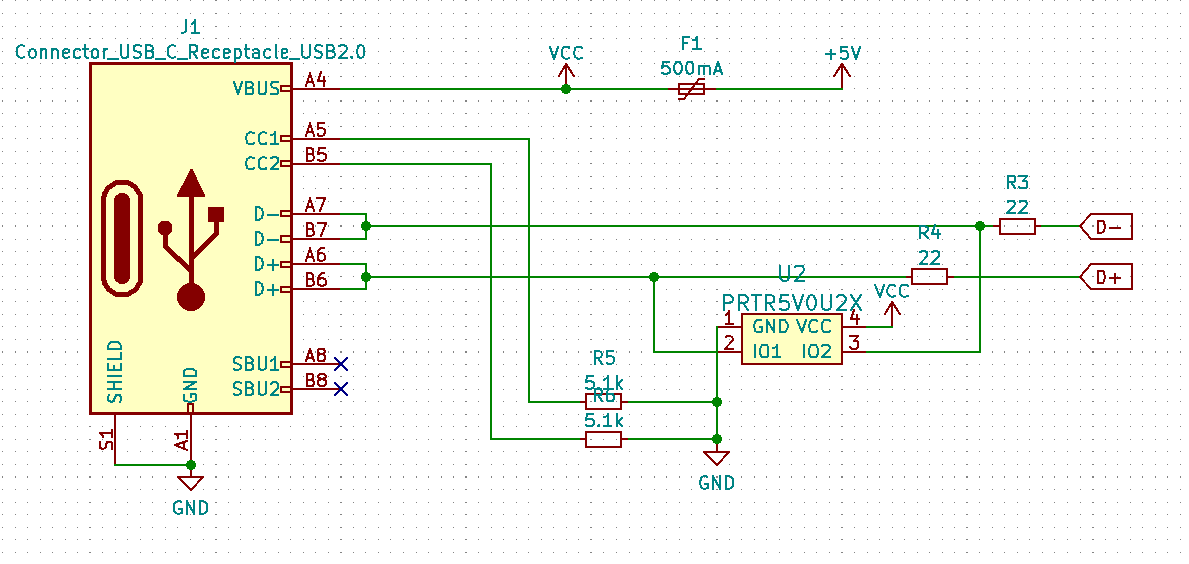 J1
Connector_USB_C_Receptacle_USB2.0
VBUS
A4
VCC
F1
500mA
+5V
CC1
A5
CC2
B5
D-
A7
D-
B7
D+
A6
D+
B6
R3
22
D-
R4
22
D+
U2
PRTR5V0U2X
VCC
1
GND
VCC
4
2
IO1
IO2
3
SBU1
A8
SBU2
B8
SHIELD
GND
S1
A1
GND
R5
5.1k
R6
5.1k
GND